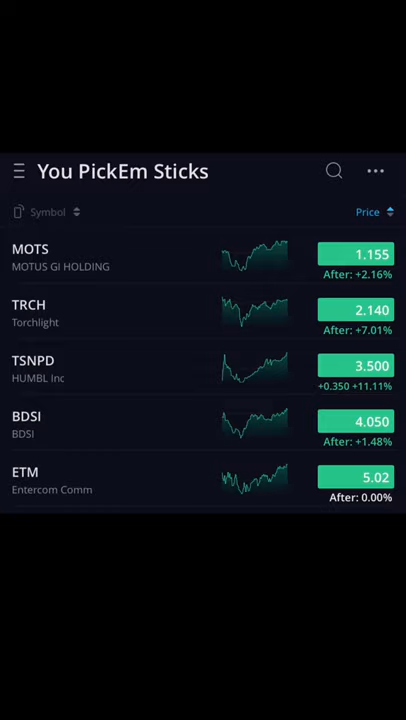 You PickEm Sticks
Symbol Price
MOTS 1.155
MOTUS GI HOLDING After: +2.16%
TRCH 2.140
Torchlight After: +7.01%
TSNPD 3.500
HUMBL Inc +0.350 +11.11%
BDSI 4.050
BDSI After: +1.48%
ETM 5.02
Entercom Comm After: 0.00%